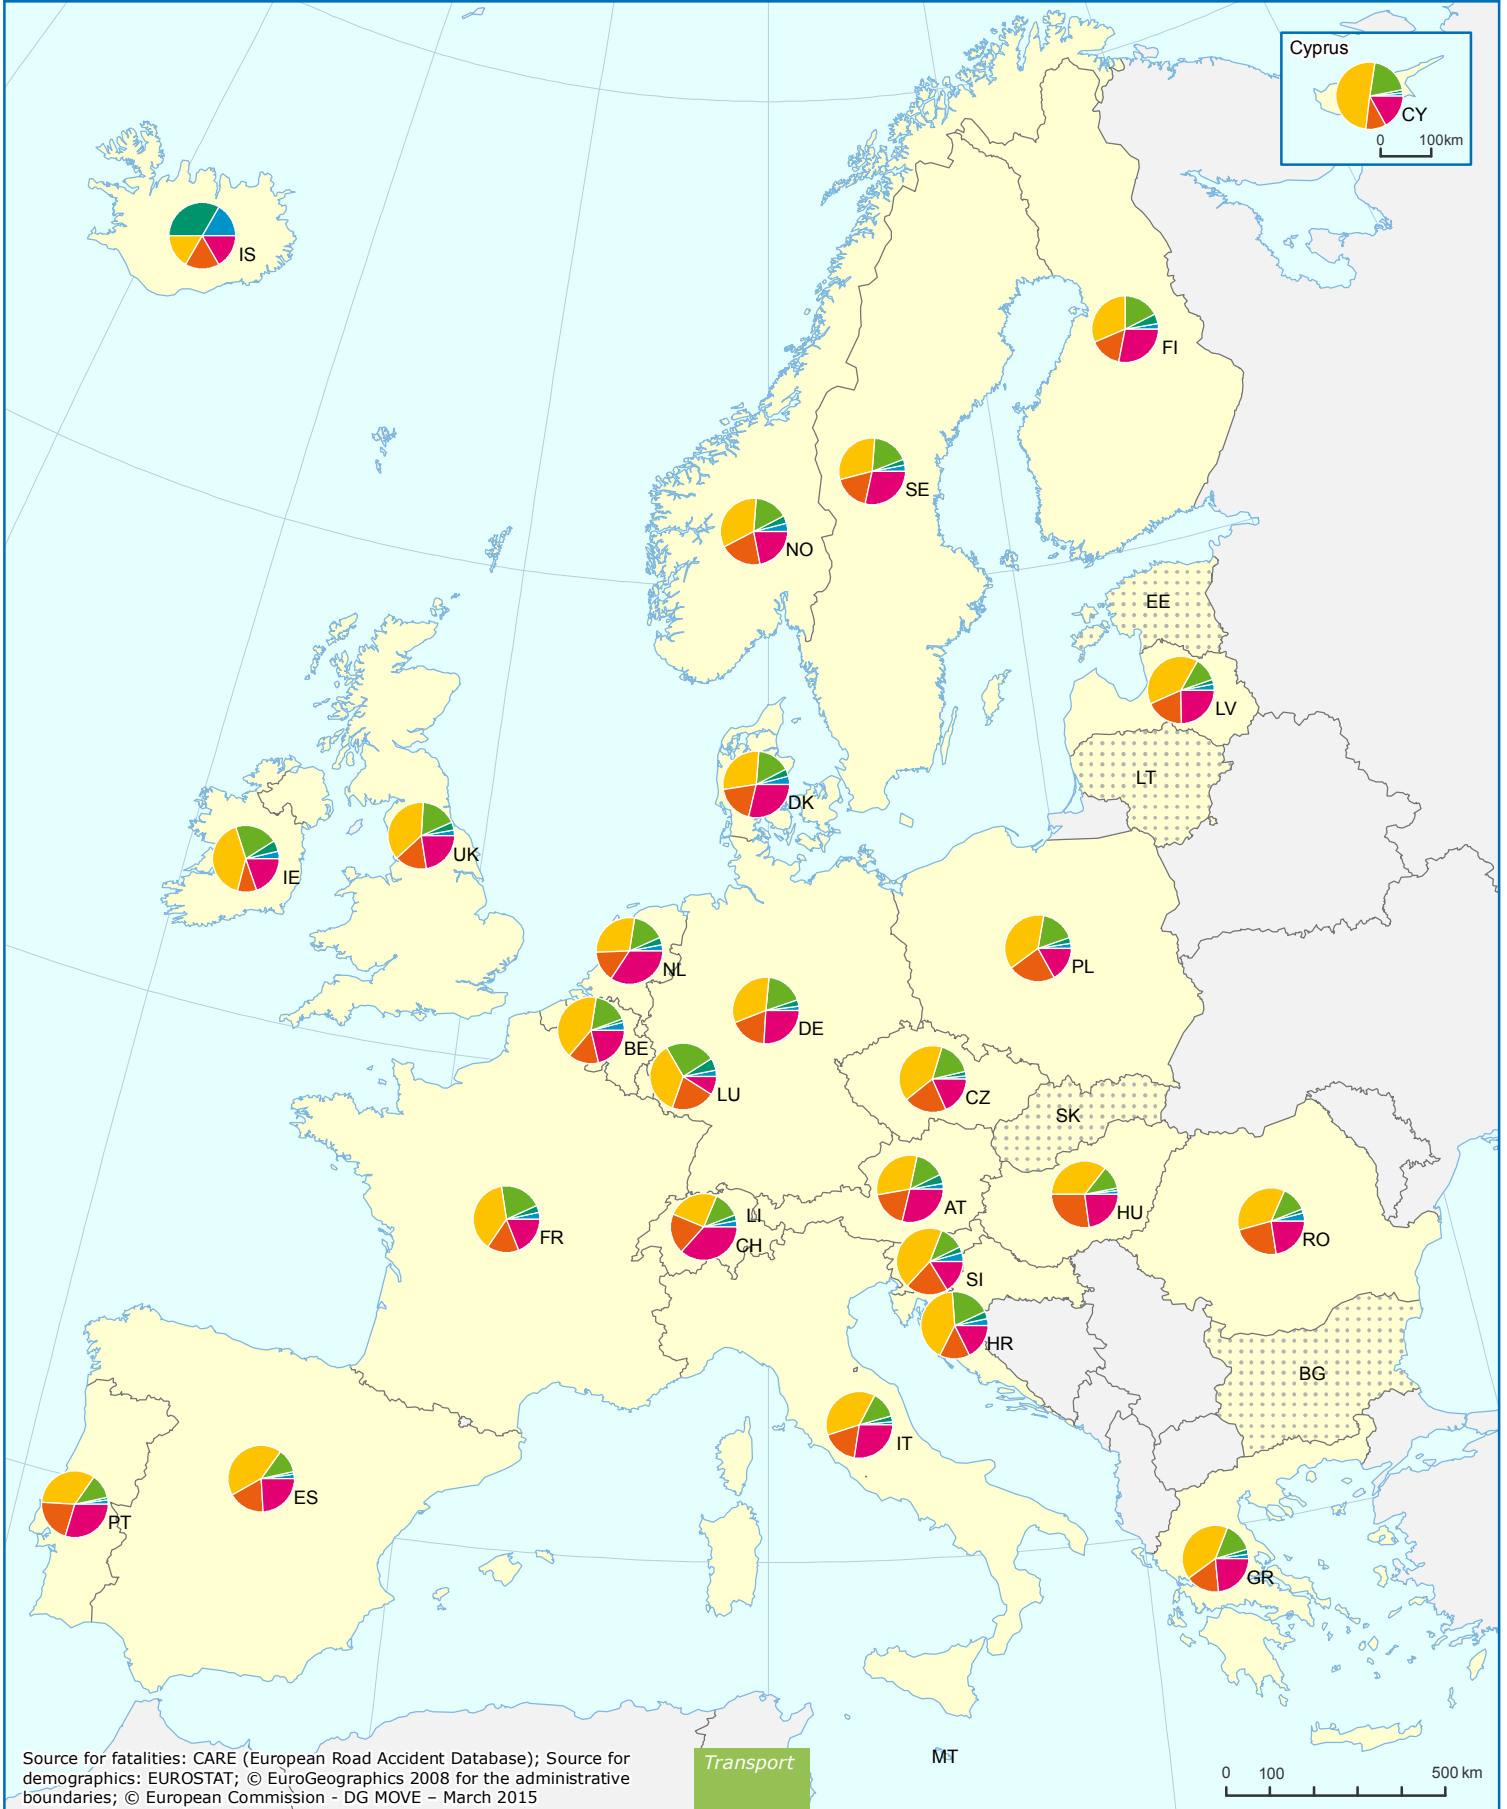 Cyprus
CY
0 100km
IS
FI
SE
NO
EE
LV
LT
DK
UK
IE
NL
PL
DE
BE
LU
CZ
SK
AT
HU
LI
CH
FR
RO
SI
HR
BG
IT
ES
PT
GR
MT
Source for fatalities: CARE (European Road Accident Database); Source for
demographics: EUROSTAT; © EuroGeographics 2008 for the administrative
boundaries; © European Commission - DG MOVE – March 2015
Transport
0 100 500 km